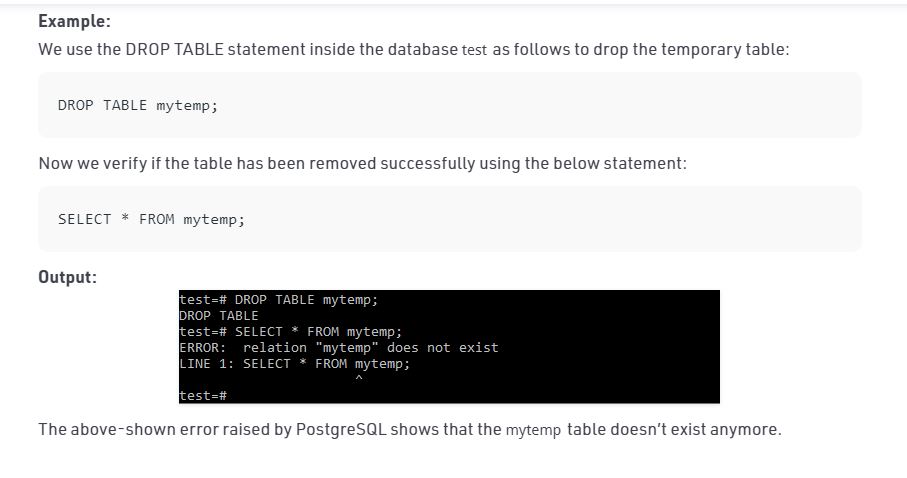 Example:
We use the DROP TABLE statement inside the database test as follows to drop the temporary table:
DROP TABLE mytemp;
Now we verify if the table has been removed successfully using the below statement:
SELECT * FROM mytemp;
Output:
test=# DROP TABLE mytemp;
DROP TABLE
test=# SELECT * FROM mytemp;
ERROR:  relation "mytemp" does not exist
LINE 1: SELECT * FROM mytemp;
                      ^
test=#
The above-shown error raised by PostgreSQL shows that the mytemp table doesn't exist anymore.